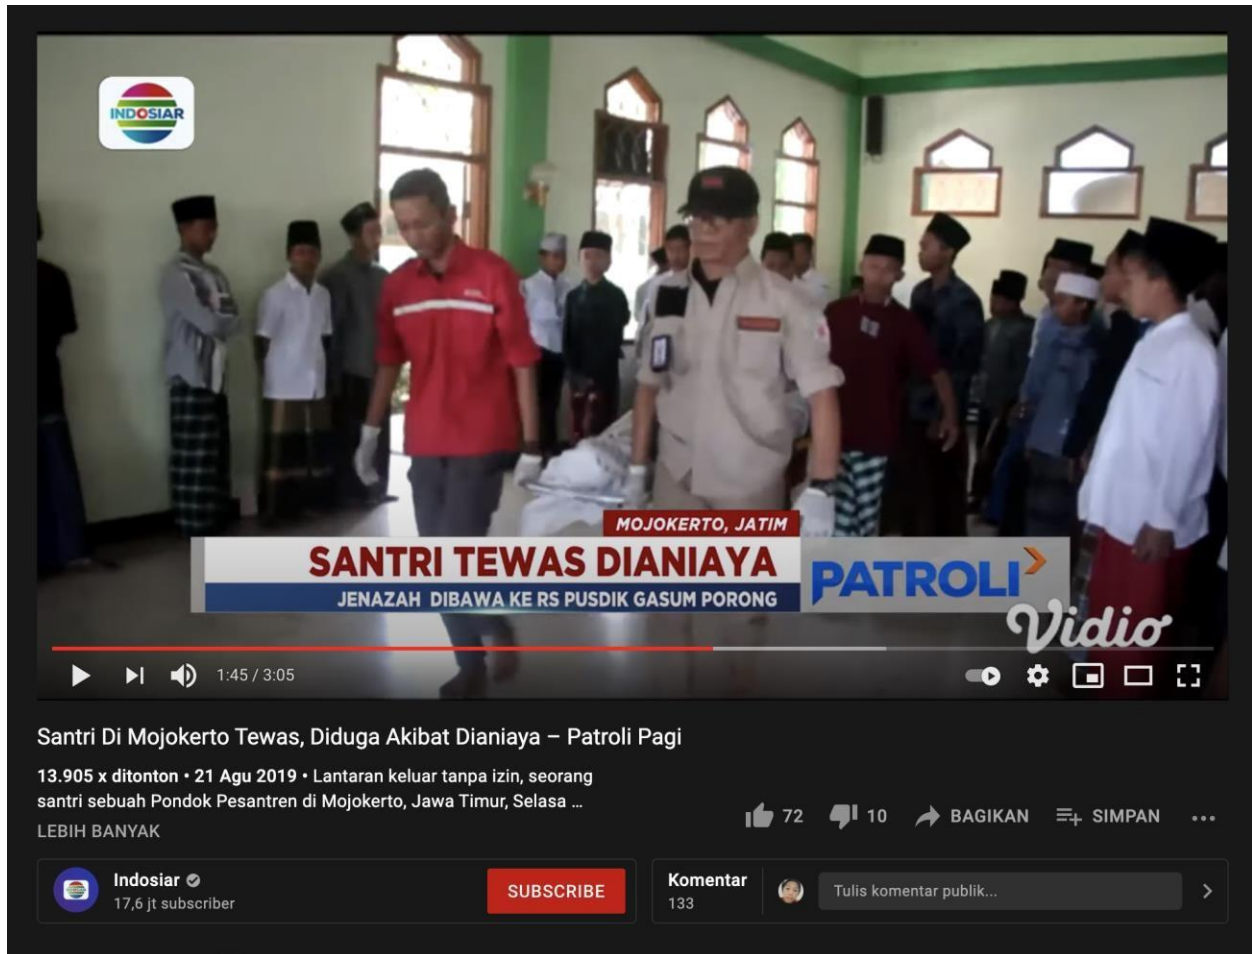 INDOSIAR
MOJOKERTO, JATIM
SANTRI TEWAS DIANIAYA
JENAZAH DIBAWA KE RS PUSDIK GASUM PORONG
PATROLI
Vidio
1:45 / 3:05
Santri Di Mojokerto Tewas, Diduga Akibat Dianiaya – Patroli Pagi
13.905 x ditonton • 21 Agu 2019 • Lantaran keluar tanpa izin, seorang
santri sebuah Pondok Pesantren di Mojokerto, Jawa Timur, Selasa ...
LEBIH BANYAK
72
10
BAGIKAN
SIMPAN
Indosiar
17,6 jt subscriber
SUBSCRIBE
Komentar
133
Tulis komentar publik...